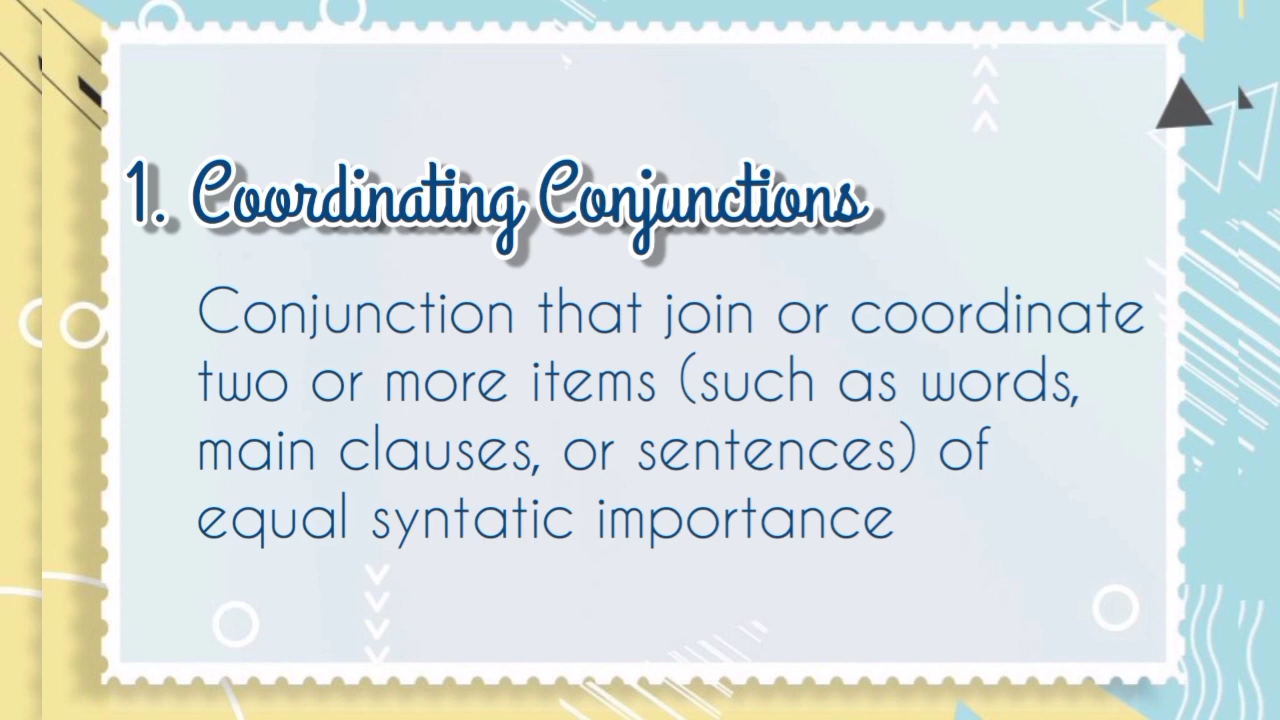 1. Coordinating Conjunctions
Conjunction that join or coordinate
two or more items (such as words,
main clauses, or sentences) of
equal syntatic importance